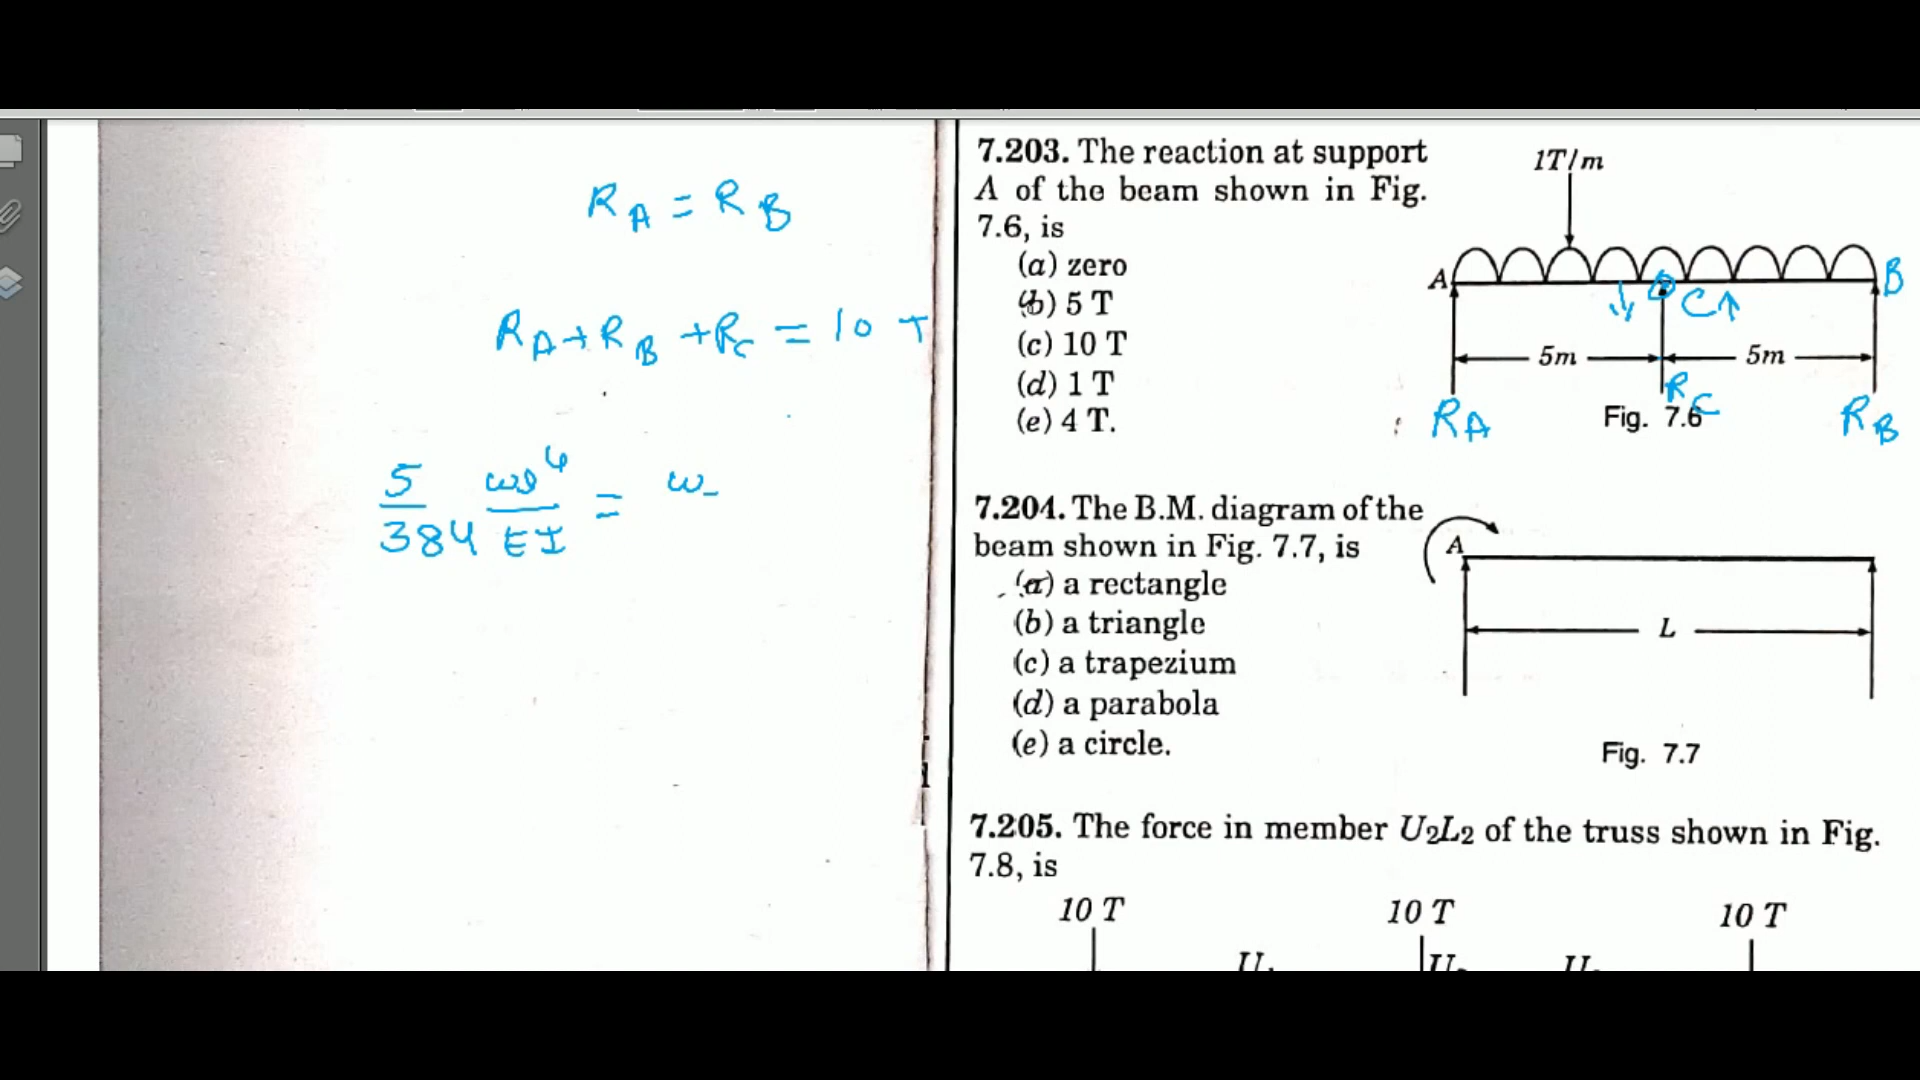 R_A = R_B
R_A + R_B + R_C = 10 T
5/384 ωl⁴/EI = ω
7.203. The reaction at support
A of the beam shown in Fig.
7.6, is
(a) zero
(b) 5 T
(c) 10 T
(d) 1 T
(e) 4 T.
1T/m
A
B
C
5m
5m
R_A
R_C
R_B
Fig. 7.6
7.204. The B.M. diagram of the
beam shown in Fig. 7.7, is
(a) a rectangle
(b) a triangle
(c) a trapezium
(d) a parabola
(e) a circle.
A
L
Fig. 7.7
7.205. The force in member U₂L₂ of the truss shown in Fig.
7.8, is
10 T
10 T
10 T